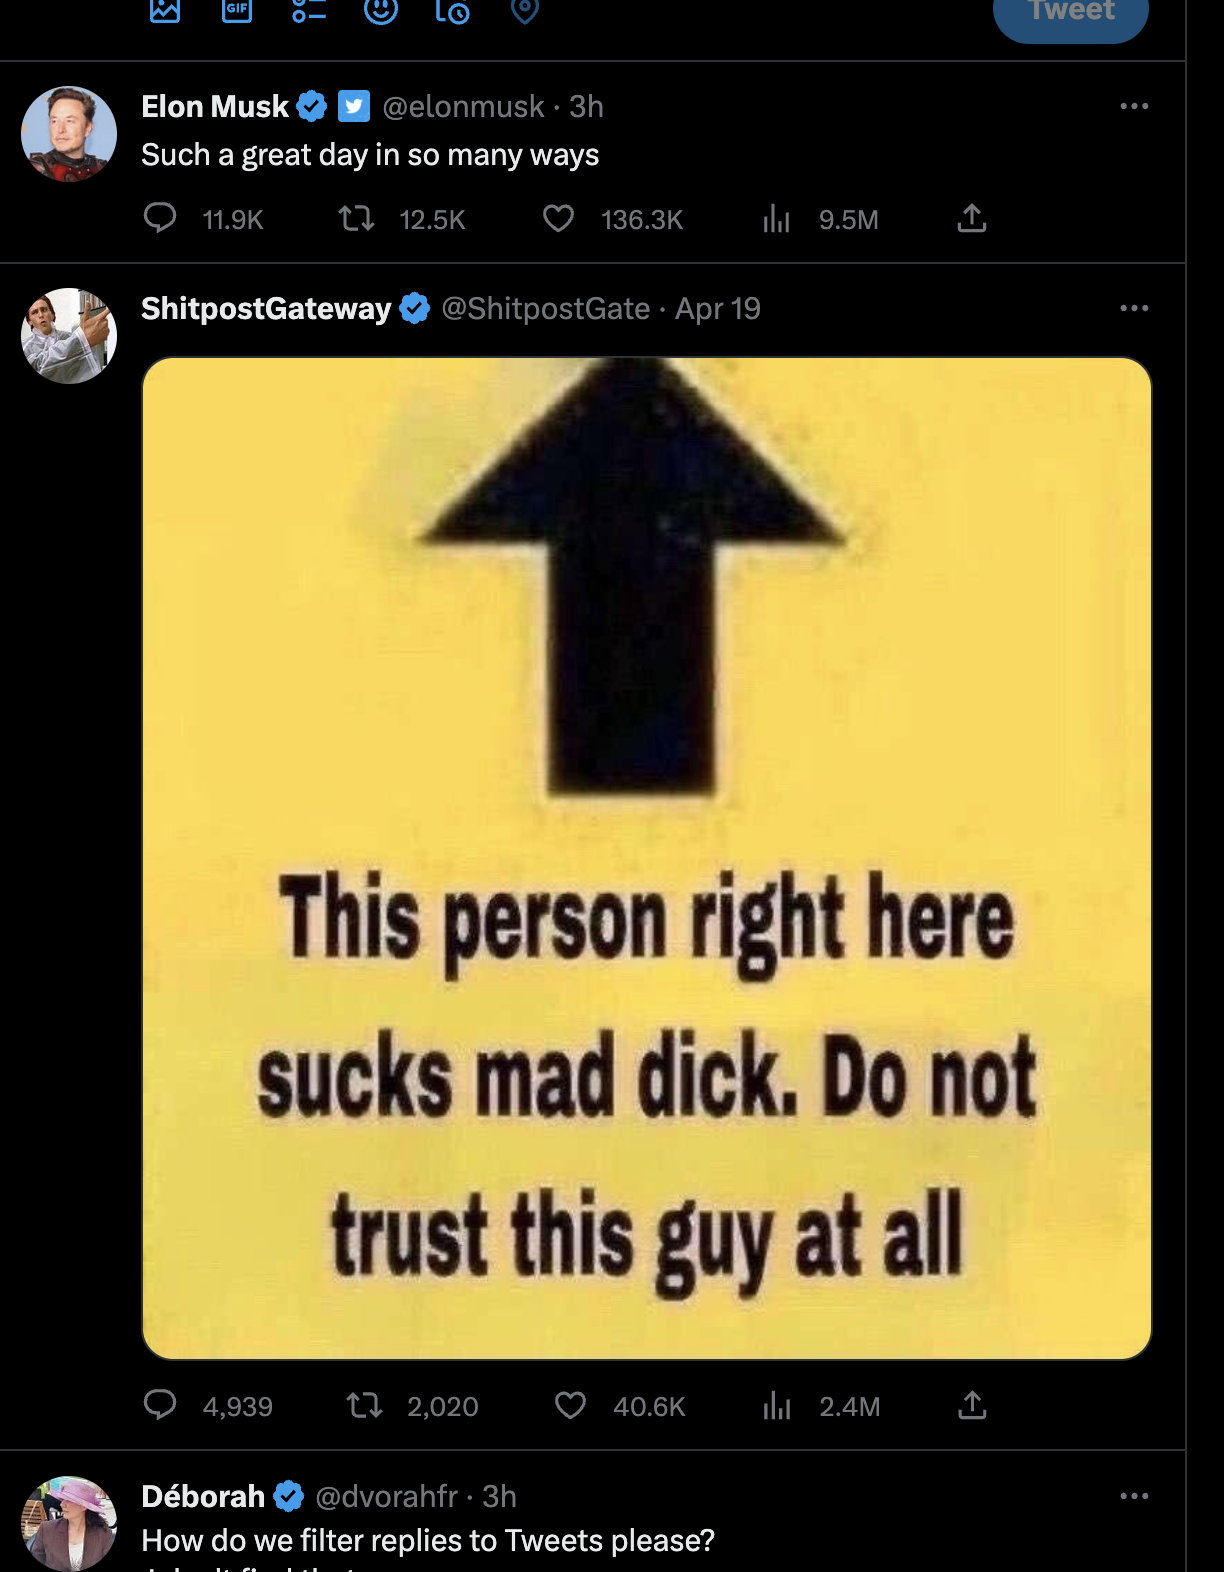 GIF
Tweet
Elon Musk @elonmusk · 3h
Such a great day in so many ways
11.9K 12.5K 136.3K 9.5M
ShitpostGateway @ShitpostGate · Apr 19
This person right here
sucks mad dick. Do not
trust this guy at all
4,939 2,020 40.6K 2.4M
Déborah @dvorahfr · 3h
How do we filter replies to Tweets please?